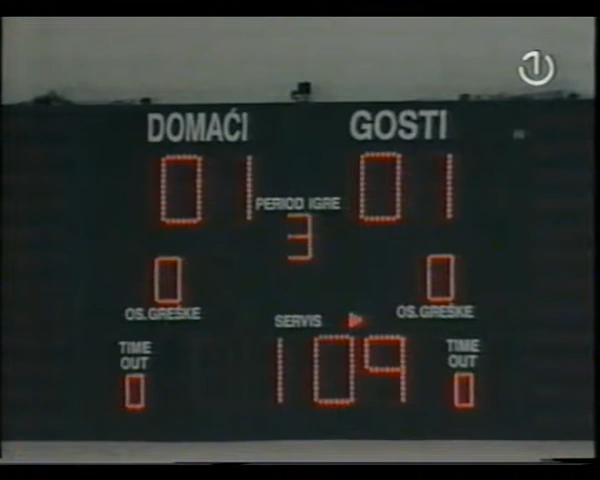 1
DOMAĆI GOSTI
01 01
PERIOD IGRE
3
0 0
OS.GREŠKE OS.GREŠKE
SERVIS
TIME OUT TIME OUT
0 109 0